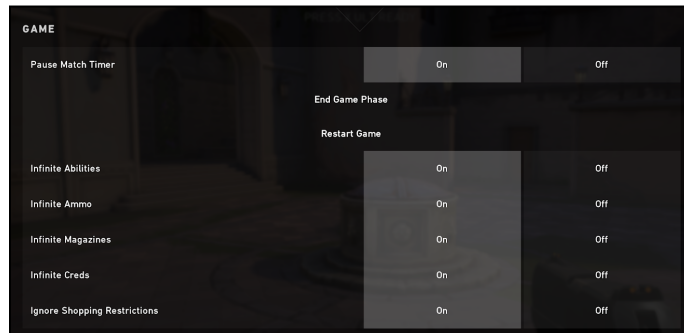 GAME
Pause Match Timer On Off
End Game Phase
Restart Game
Infinite Abilities On Off
Infinite Ammo On Off
Infinite Magazines On Off
Infinite Creds On Off
Ignore Shopping Restrictions On Off